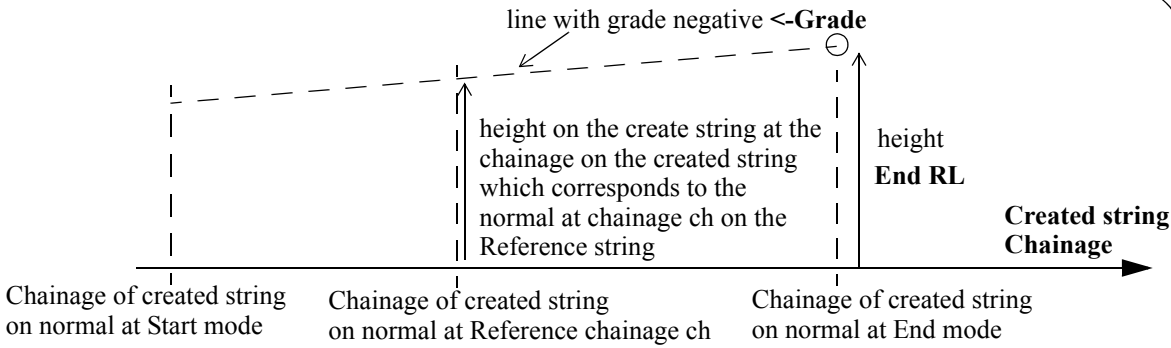 line with grade negative <-Grade
height on the create string at the
chainage on the created string
which corresponds to the
normal at chainage ch on the
Reference string
height
End RL
Created string
Chainage
Chainage of created string
on normal at Start mode
Chainage of created string
on normal at Reference chainage ch
Chainage of created string
on normal at End mode